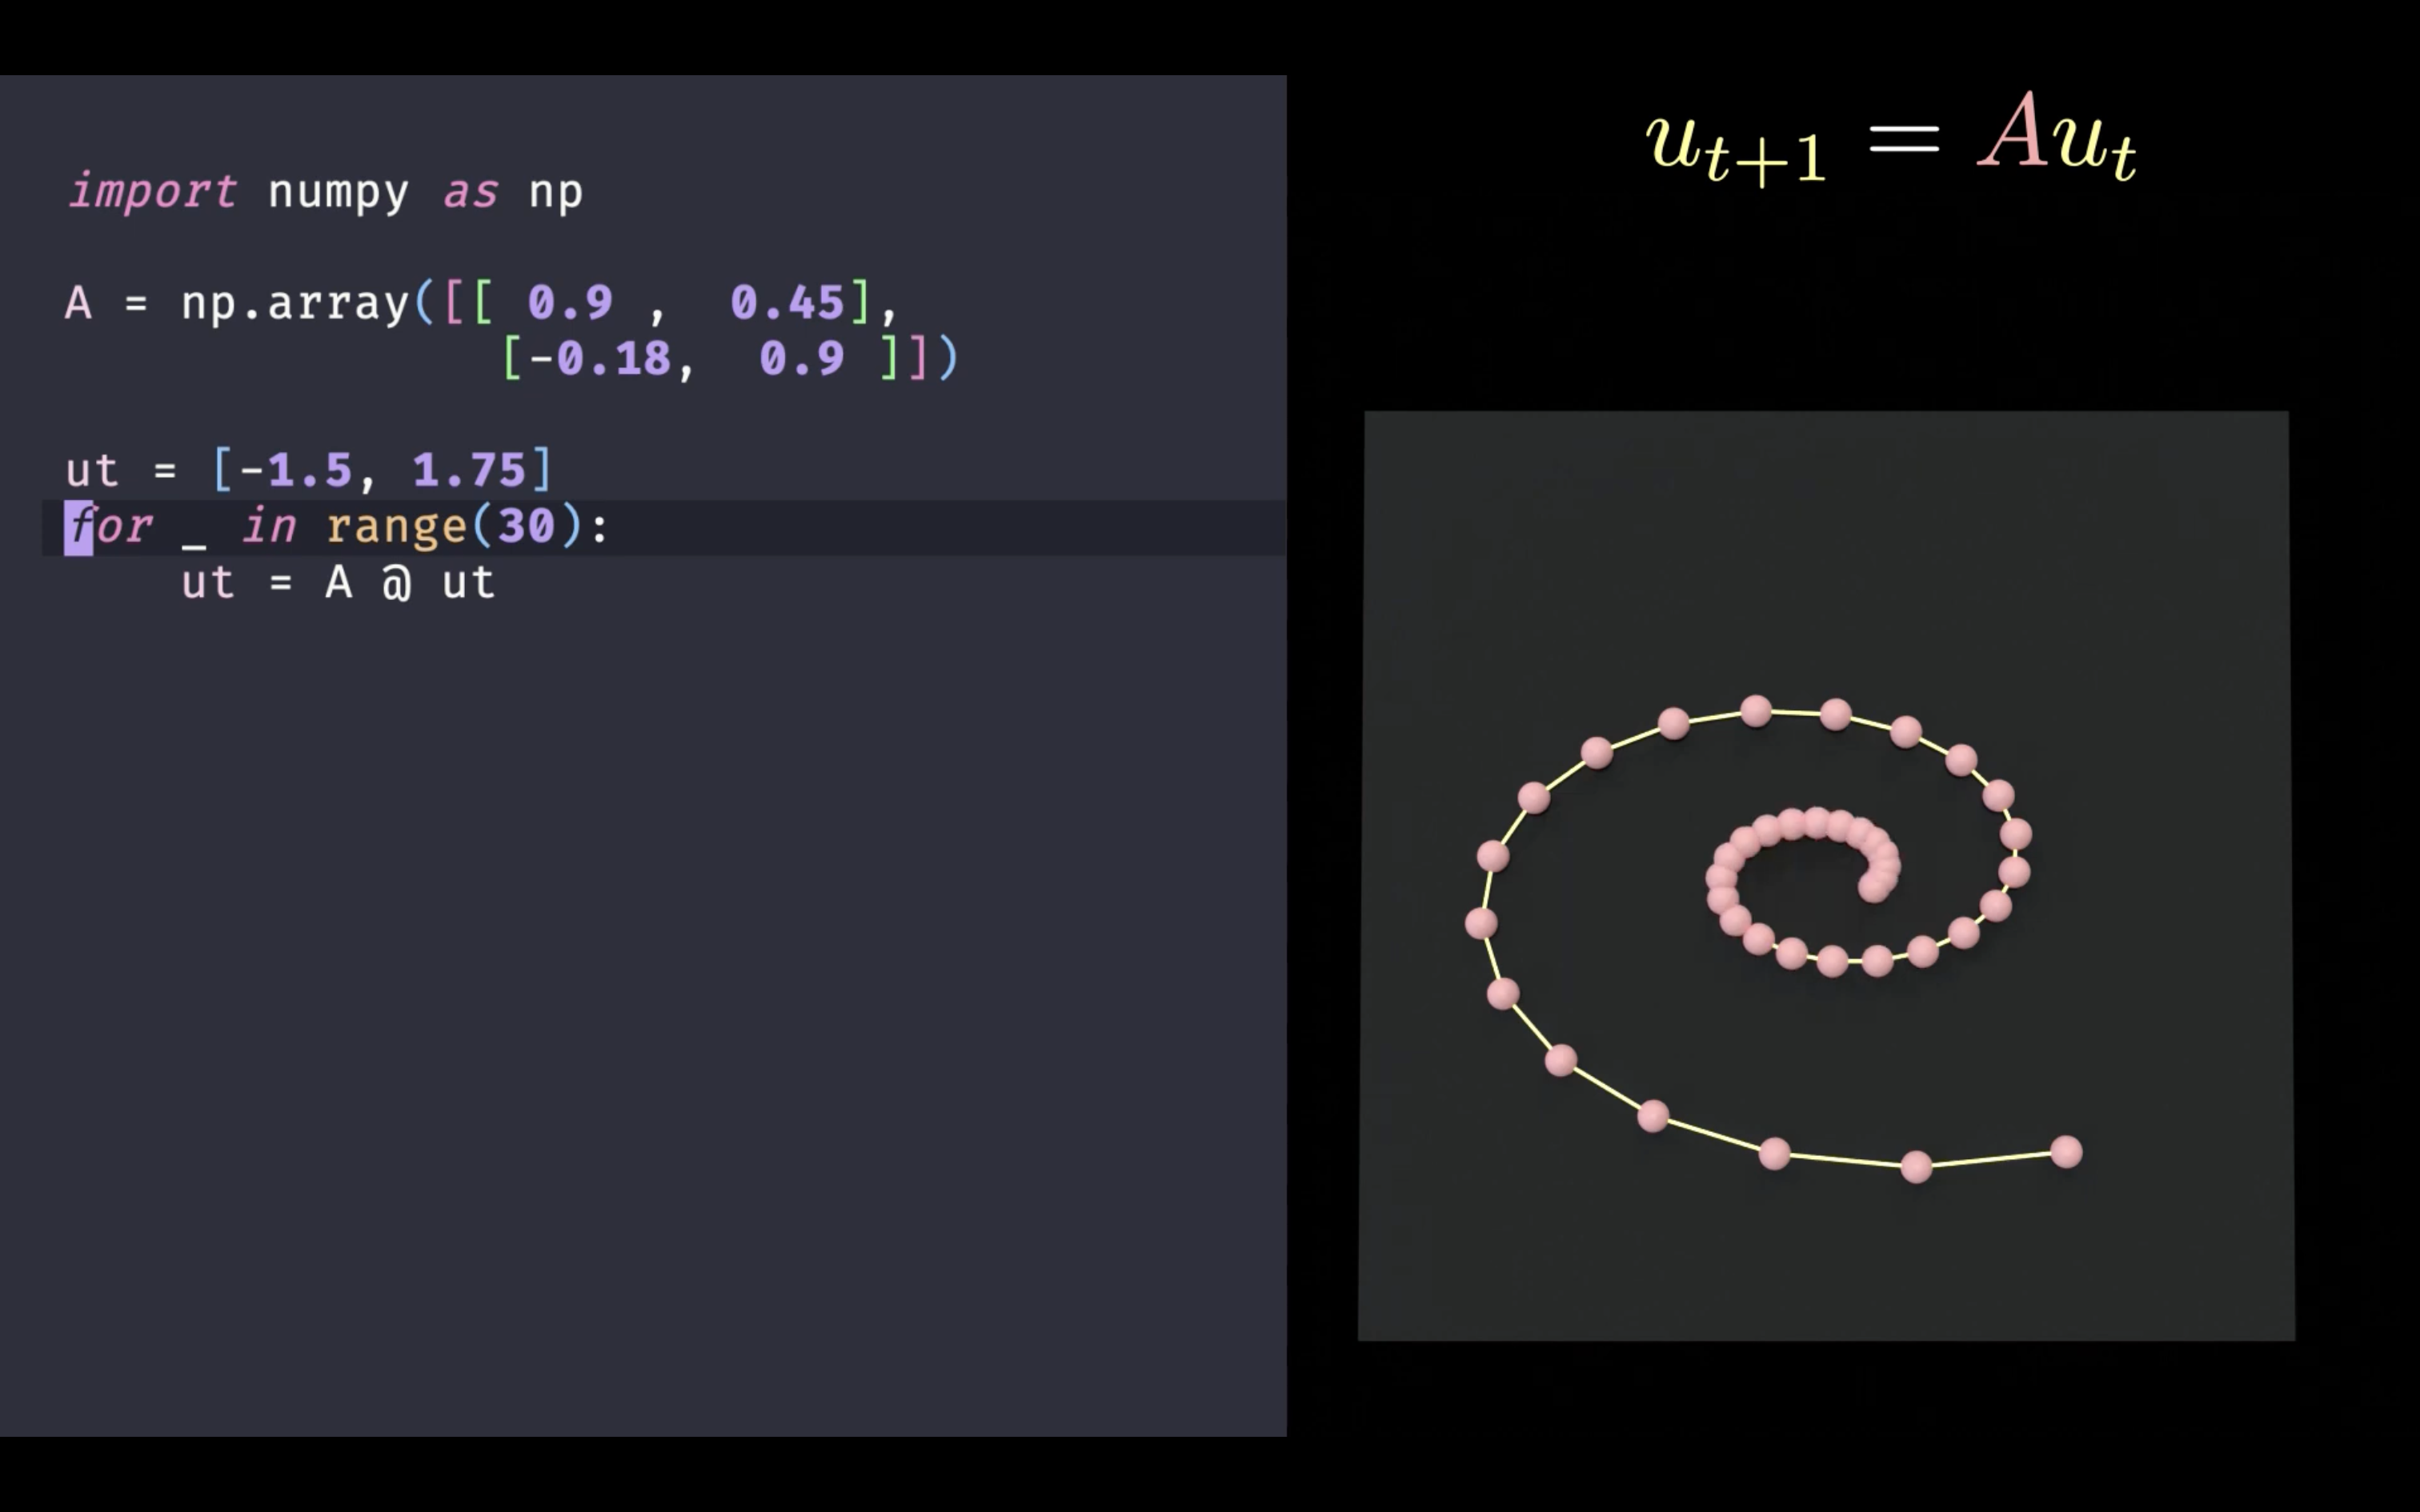 import numpy as np
A = np.array([[ 0.9 ,  0.45],
[-0.18,  0.9 ]])
ut = [-1.5, 1.75]
for _ in range(30):
ut = A @ ut
u_{t+1} = Au_t